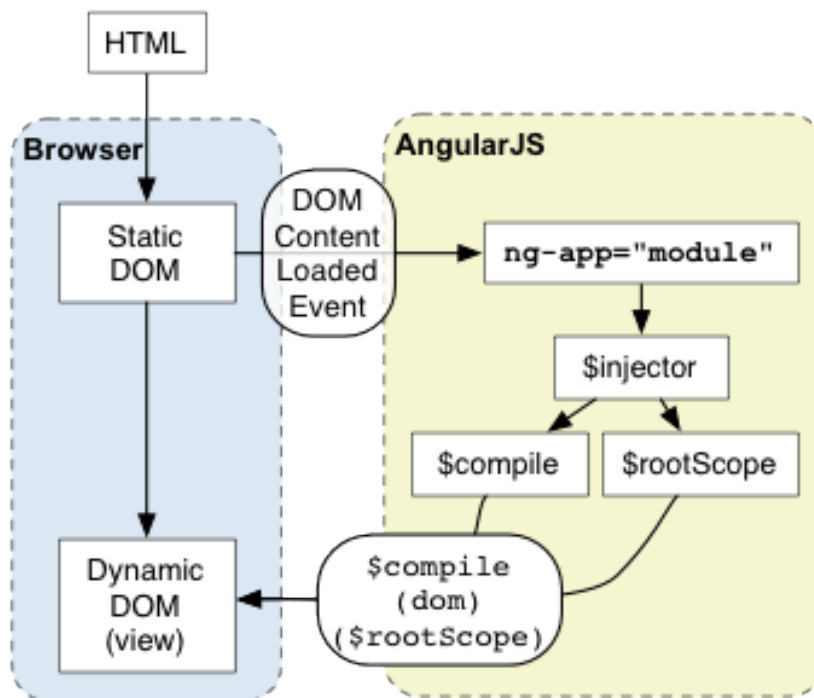 HTML
Browser
AngularJS
Static
DOM
DOM
Content
Loaded
Event
ng-app="module"
$injector
$compile
$rootScope
Dynamic
DOM
(view)
$compile
(dom)
($rootScope)